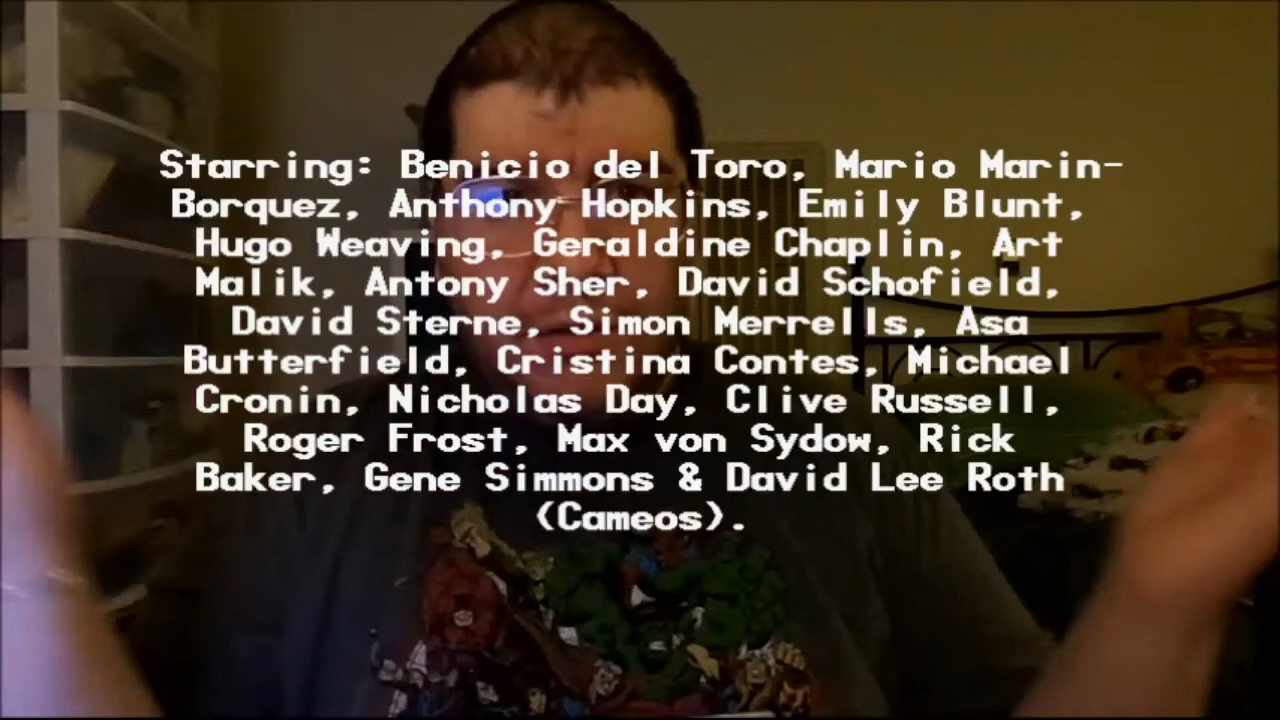 Starring: Benicio del Toro, Mario Marin-
Borquez, Anthony Hopkins, Emily Blunt,
Hugo Weaving, Geraldine Chaplin, Art
Malik, Antony Sher, David Schofield,
David Sterne, Simon Merrells, Asa
Butterfield, Cristina Contes, Michael
Cronin, Nicholas Day, Clive Russell,
Roger Frost, Max von Sydow, Rick
Baker, Gene Simmons & David Lee Roth
(Cameos).